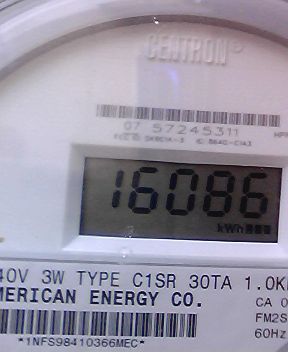 CENTRON®
07 57245311
16086
kWh
40V 3W TYPE C1SR 30TA 1.0K
MERICAN ENERGY CO.
CA 0
FM2S
60Hz
*1NFS98410366MEC*